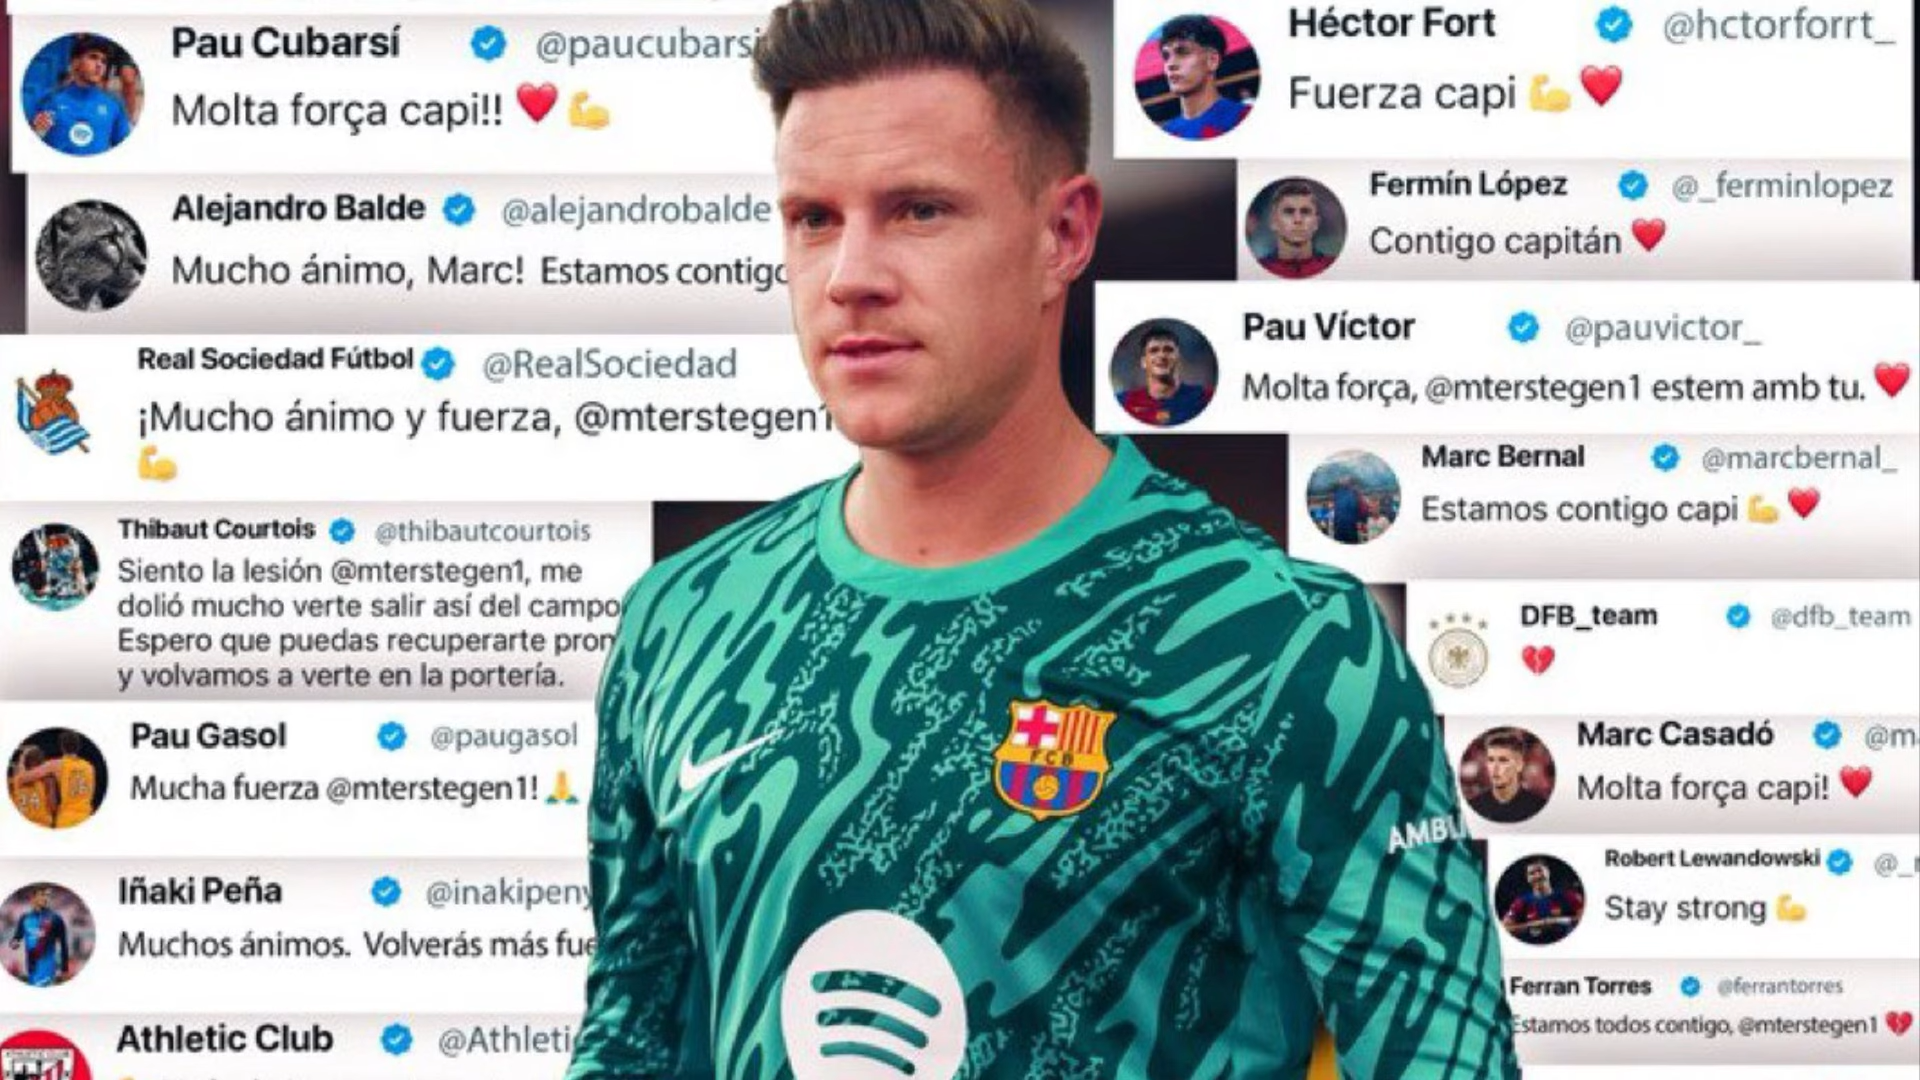 Pau Cubarsí @paucubarsi
Molta força capi!! ❤️💪
Alejandro Balde @alejandrobalde
Mucho ánimo, Marc! Estamos contigo
Real Sociedad Fútbol @RealSociedad
¡Mucho ánimo y fuerza, @mterstegen1
💪
Thibaut Courtois @thibautcourtois
Siento la lesión @mterstegen1, me
dolió mucho verte salir así del campo
Espero que puedas recuperarte pron
y volvamos a verte en la portería.
Pau Gasol @paugasol
Mucha fuerza @mterstegen1! 🙏
Iñaki Peña @inakipeny
Muchos ánimos. Volverás más fue
Athletic Club @Athleti
Héctor Fort @hctorforrt_
Fuerza capi 💪❤️
Fermín López @_ferminlopez
Contigo capitán ❤️
Pau Víctor @pauvictor_
Molta força, @mterstegen1 estem amb tu. ❤️
Marc Bernal @marcbernal_
Estamos contigo capi 💪❤️
DFB_team @dfb_team
💔
Marc Casadó @m
Molta força capi! ❤️
Robert Lewandowski @_
Stay strong 💪
Ferran Torres @ferrantorres
Estamos todos contigo, @mterstegen1 💔
FCB
AMBI